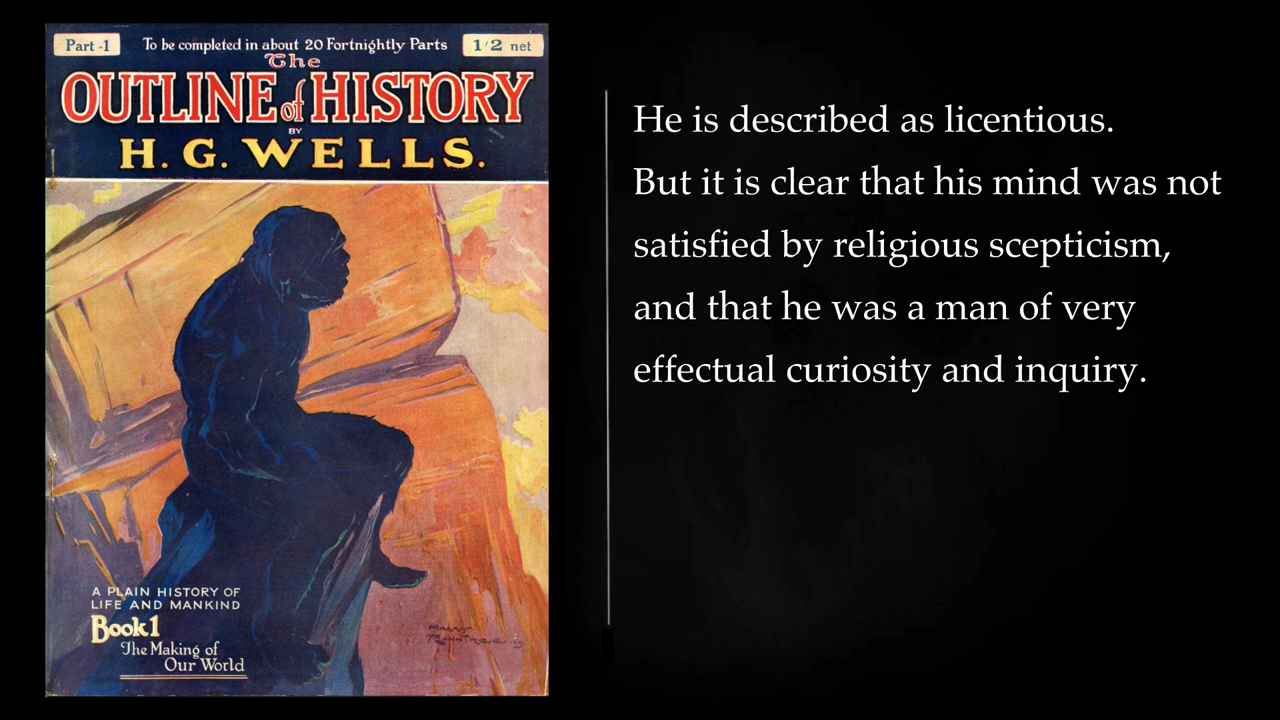 Part -1
To be completed in about 20 Fortnightly Parts
1/2 net
The
OUTLINE of HISTORY
BY
H. G. WELLS.
A PLAIN HISTORY OF
LIFE AND MANKIND
Book 1
The Making of
Our World
He is described as licentious.
But it is clear that his mind was not
satisfied by religious scepticism,
and that he was a man of very
effectual curiosity and inquiry.